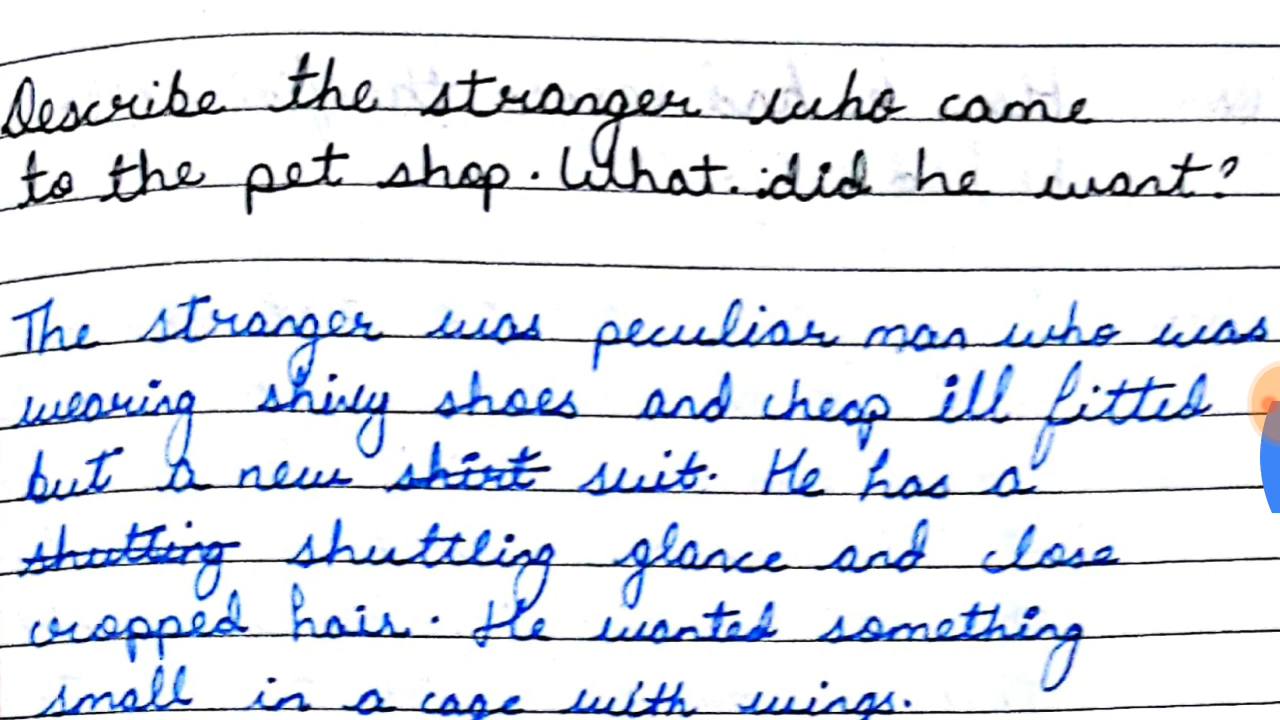 Describe the stranger who came
to the pet shop. What did he want?
The stranger was peculiar man who was
wearing shiny shoes and cheap ill fitted
but a new shirt suit. He has a
shutting shuttling glance and close
cropped hair. He wanted something
small in a cage with wings.